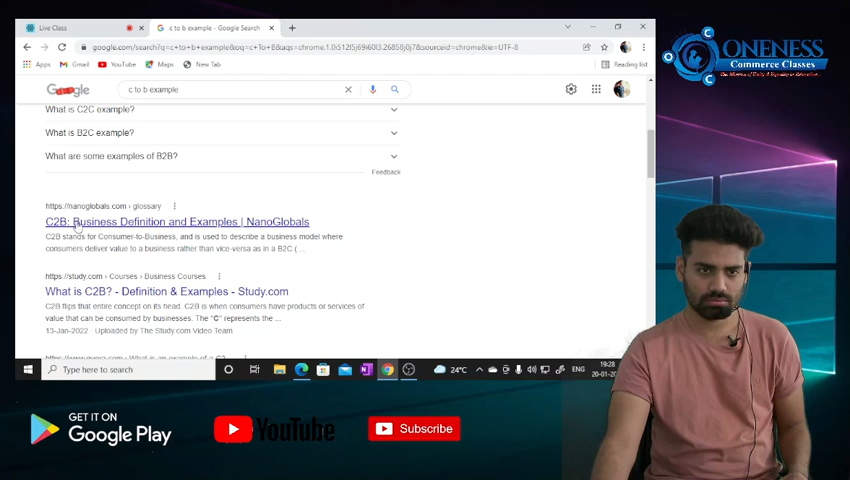 Live Class
c to b example - Google Search
google.com/search?q=c+to+b+example&oq=c+To+B&aqs=chrome.1.0i512l5j69i60l3.26858j0j7&sourceid=chrome&ie=UTF-8
Apps
Gmail
YouTube
Maps
New Tab
Reading list
c to b example
What is C2C example?
What is B2C example?
What are some examples of B2B?
Feedback
https://nanoglobals.com › glossary
C2B: Business Definition and Examples | NanoGlobals
C2B stands for Consumer-to-Business, and is used to describe a business model where
consumers deliver value to a business rather than vice-versa as in a B2C ( ...
https://study.com › Courses › Business Courses
What is C2B? - Definition & Examples - Study.com
C2B flips that entire concept on its head. C2B is when consumers have products or services of
value that can be consumed by businesses. The "C" represents the ...
13-Jan-2022 Uploaded by The Study.com Video Team
Type here to search
24°C
ENG
19:28
ONENESS
Commerce Classes
GET IT ON
Google Play
YouTube
Subscribe